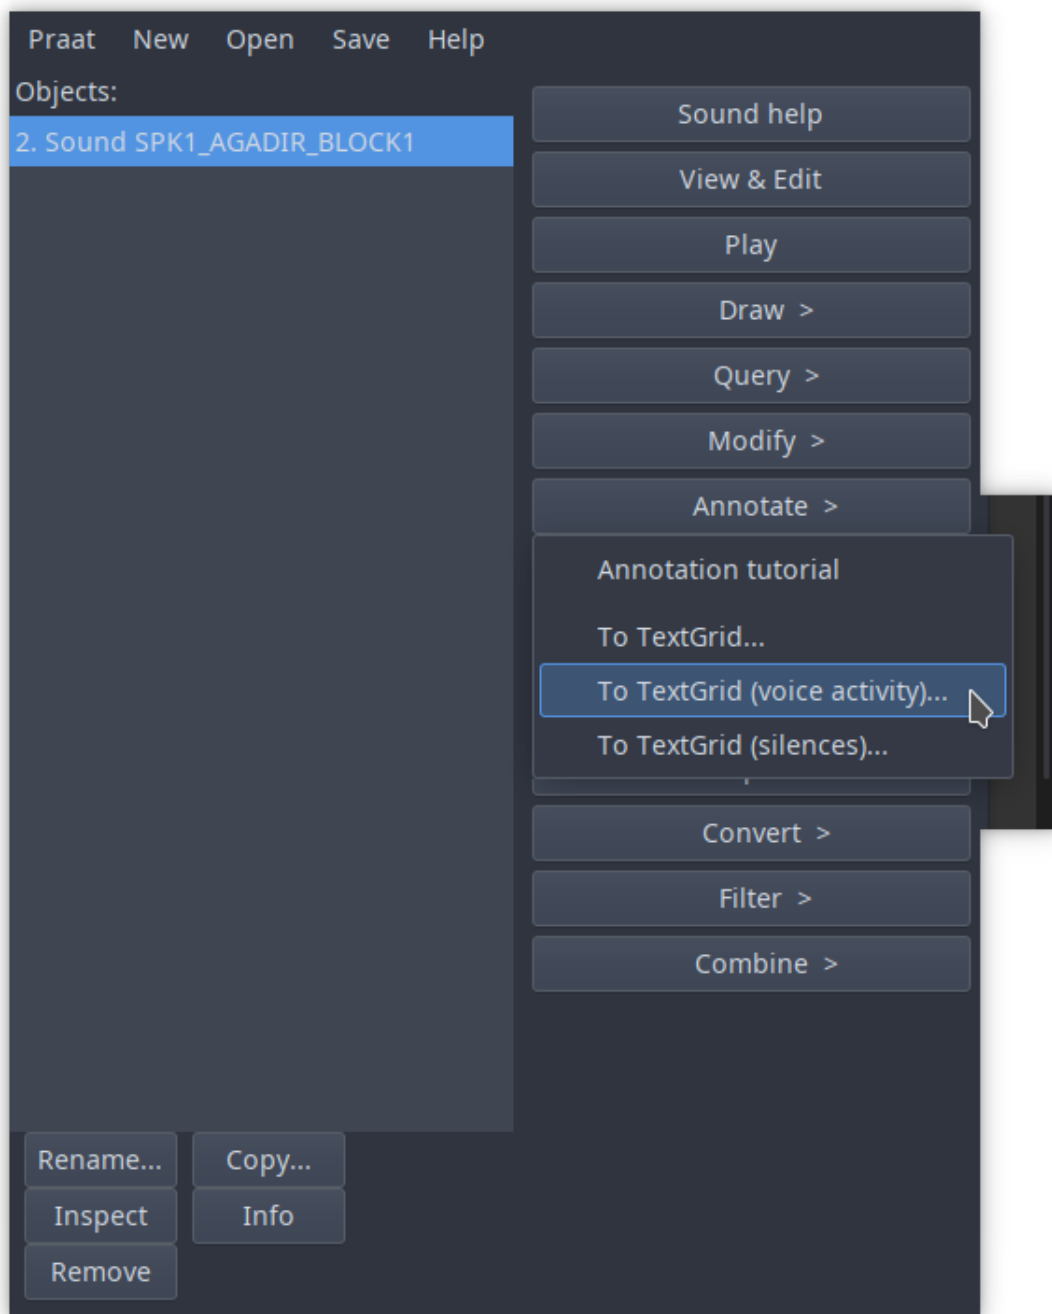 Praat New Open Save Help
Objects:
2. Sound SPK1_AGADIR_BLOCK1
Sound help
View & Edit
Play
Draw >
Query >
Modify >
Annotate >
Annotation tutorial
To TextGrid...
To TextGrid (voice activity)...
To TextGrid (silences)...
Convert >
Filter >
Combine >
Rename... Copy...
Inspect Info
Remove